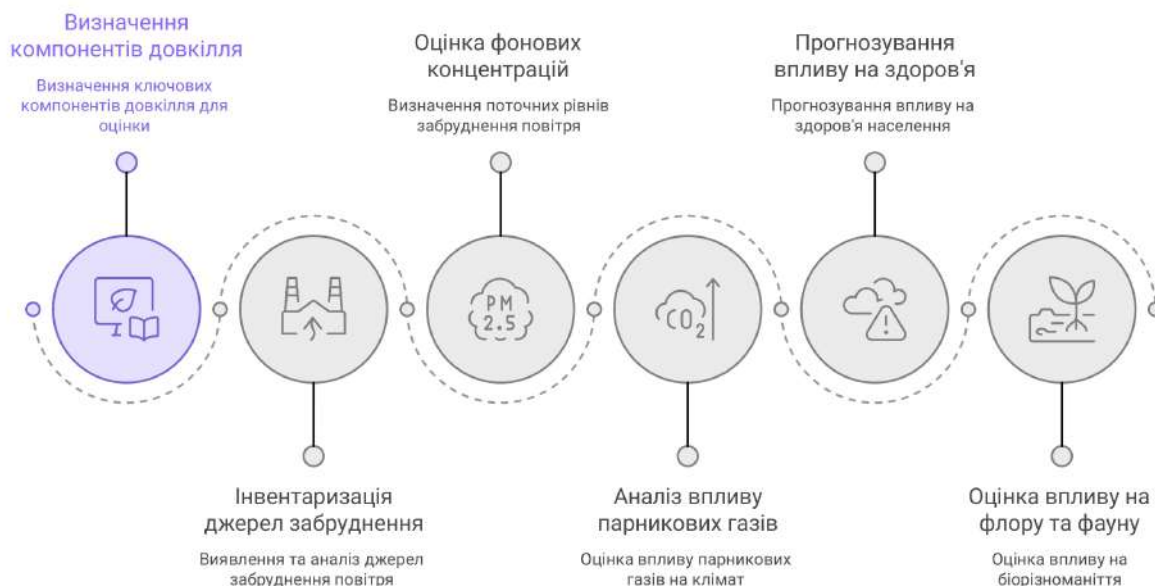 Визначення
компонентів довкілля
Визначення ключових
компонентів довкілля для
оцінки
Інвентаризація
джерел забруднення
Виявлення та аналіз джерел
забруднення повітря
Оцінка фонових
концентрацій
Визначення поточних рівнів
забруднення повітря
PM
2.5
Аналіз впливу
парникових газів
Оцінка впливу парникових
газів на клімат
CO2
Прогнозування
впливу на здоров'я
Прогнозування впливу на
здоров'я населення
Оцінка впливу на
флору та фауну
Оцінка впливу на
біорізноманіття